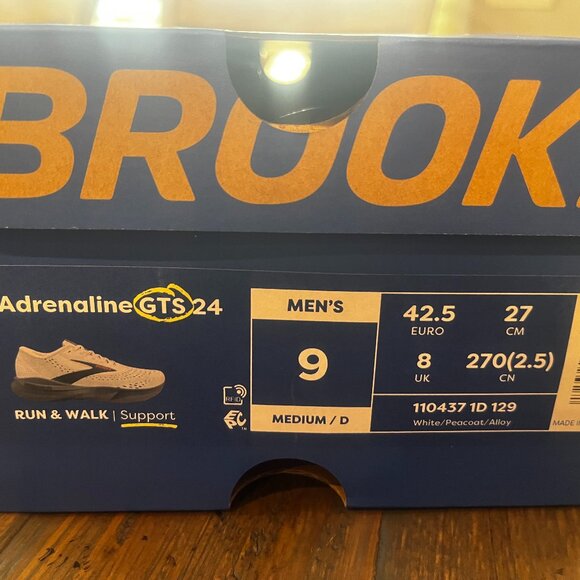 BROOK
Adrenaline GTS 24
RUN & WALK | Support
RFID
MEN'S
9
MEDIUM / D
42.5
EURO
27
CM
8
UK
270(2.5)
CN
110437 1D 129
White/Peacoat/Alloy
MADE